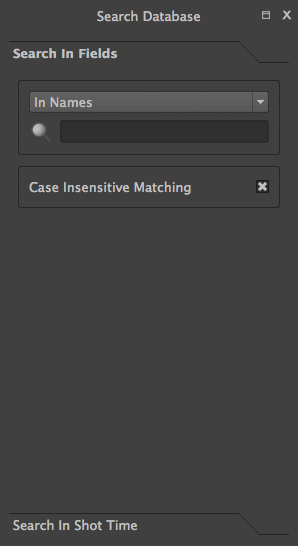 Search Database
Search In Fields
In Names
Case Insensitive Matching
Search In Shot Time